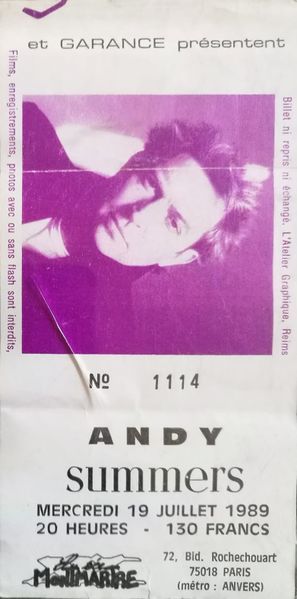 et GARANCE présentent
Films, enregistrements, photos avec ou sans flash sont interdits,
Billet ni repris ni échangé. L'Atelier Graphique, Reims
Nº 1114
ANDY
summers
MERCREDI 19 JUILLET 1989
20 HEURES - 130 FRANCS
MONTMARTRE
72, Bld. Rochechouart
75018 PARIS
(métro : ANVERS)